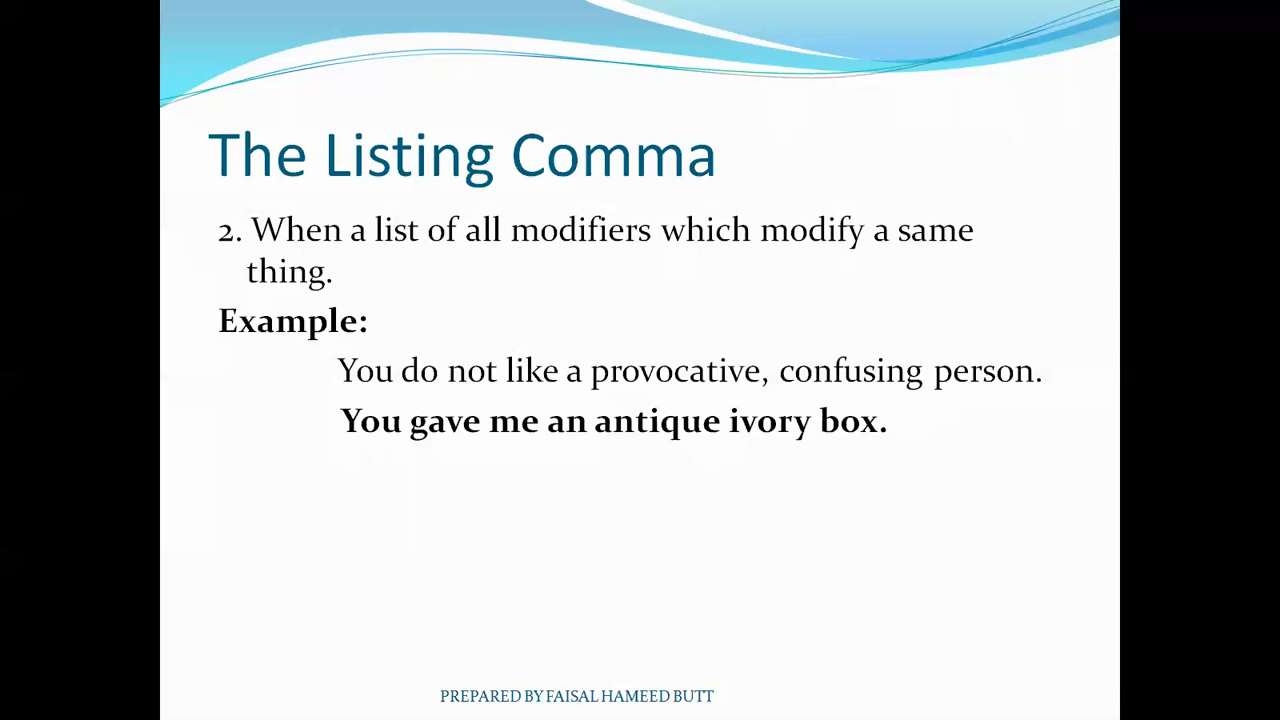 The Listing Comma
2. When a list of all modifiers which modify a same
thing.
Example:
You do not like a provocative, confusing person.
You gave me an antique ivory box.
PREPARED BY FAISAL HAMEED BUTT